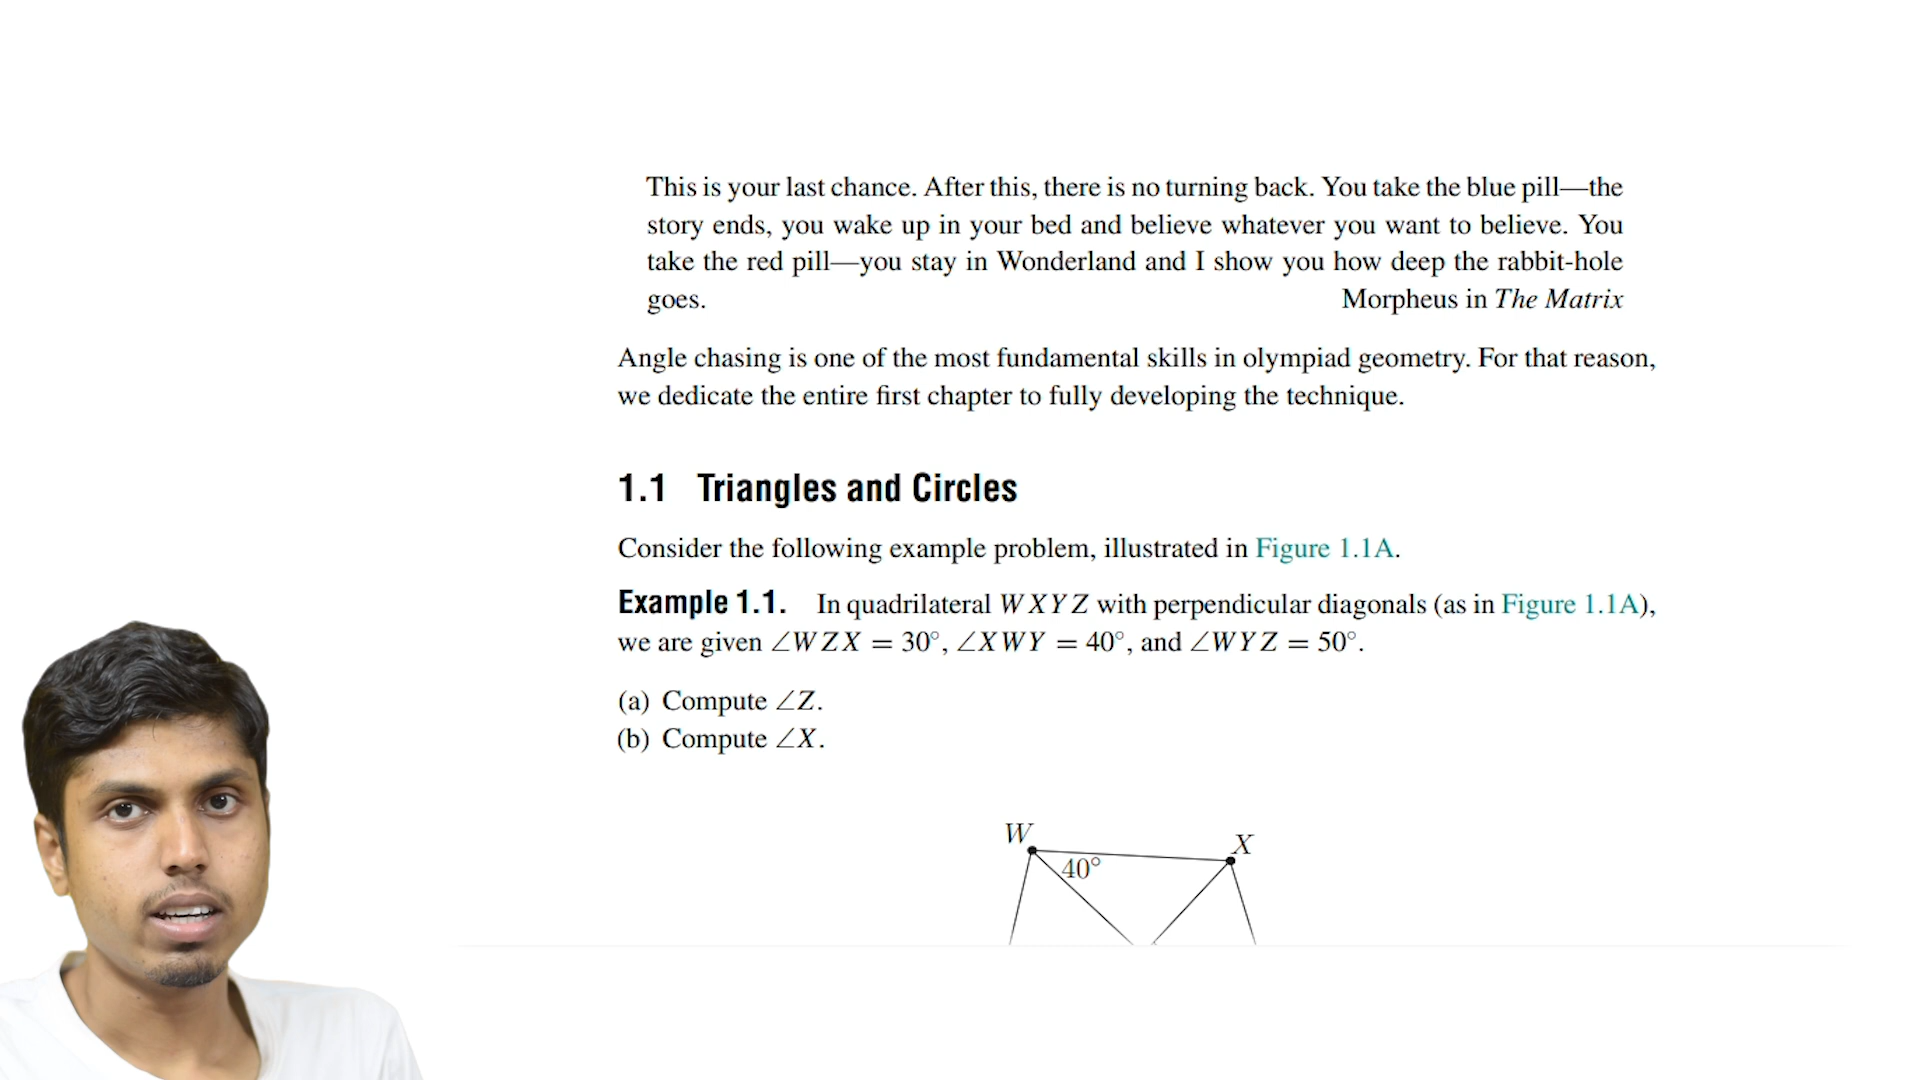 This is your last chance. After this, there is no turning back. You take the blue pill—the
story ends, you wake up in your bed and believe whatever you want to believe. You
take the red pill—you stay in Wonderland and I show you how deep the rabbit-hole
goes. Morpheus in The Matrix
Angle chasing is one of the most fundamental skills in olympiad geometry. For that reason,
we dedicate the entire first chapter to fully developing the technique.
1.1 Triangles and Circles
Consider the following example problem, illustrated in Figure 1.1A.
Example 1.1. In quadrilateral WXYZ with perpendicular diagonals (as in Figure 1.1A),
we are given ∠WZX = 30°, ∠XWY = 40°, and ∠WYZ = 50°.
(a) Compute ∠Z.
(b) Compute ∠X.
W
X
40°